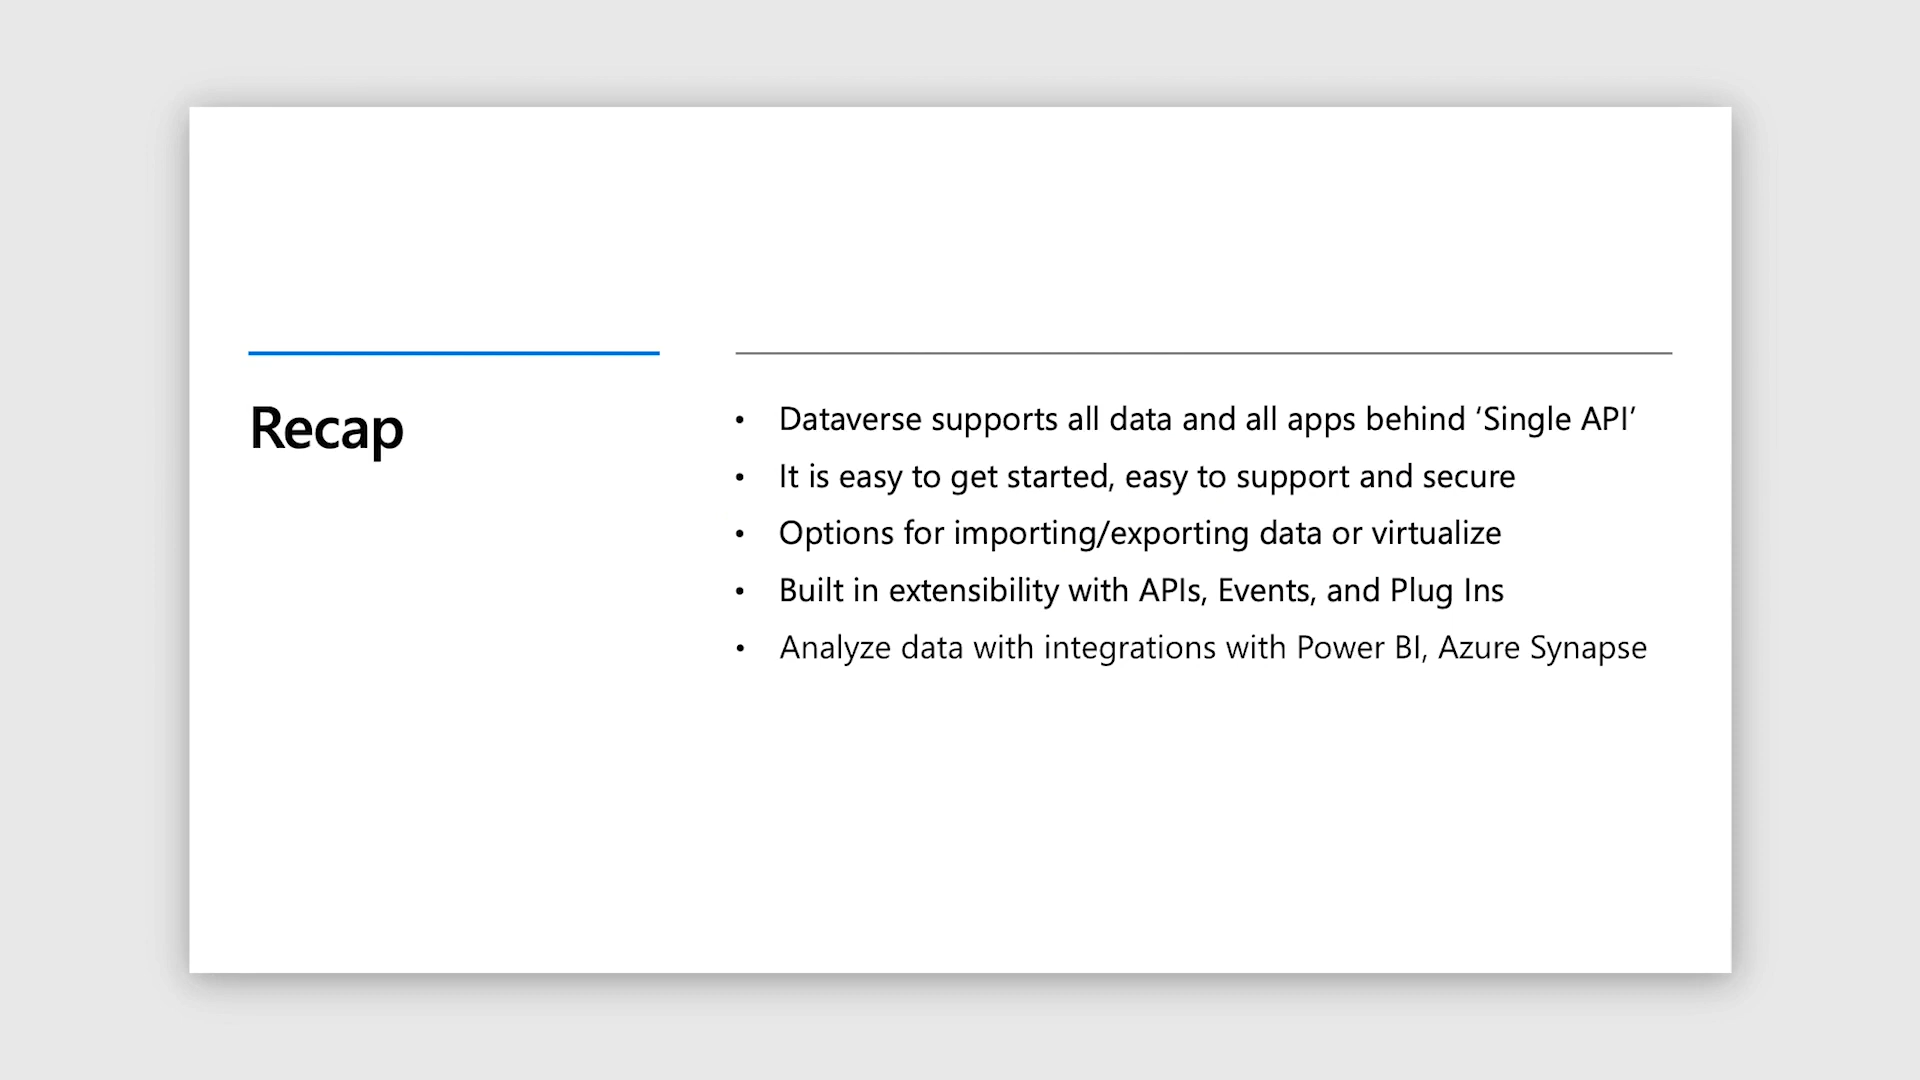 Recap
• Dataverse supports all data and all apps behind ‘Single API’
• It is easy to get started, easy to support and secure
• Options for importing/exporting data or virtualize
• Built in extensibility with APIs, Events, and Plug Ins
• Analyze data with integrations with Power BI, Azure Synapse